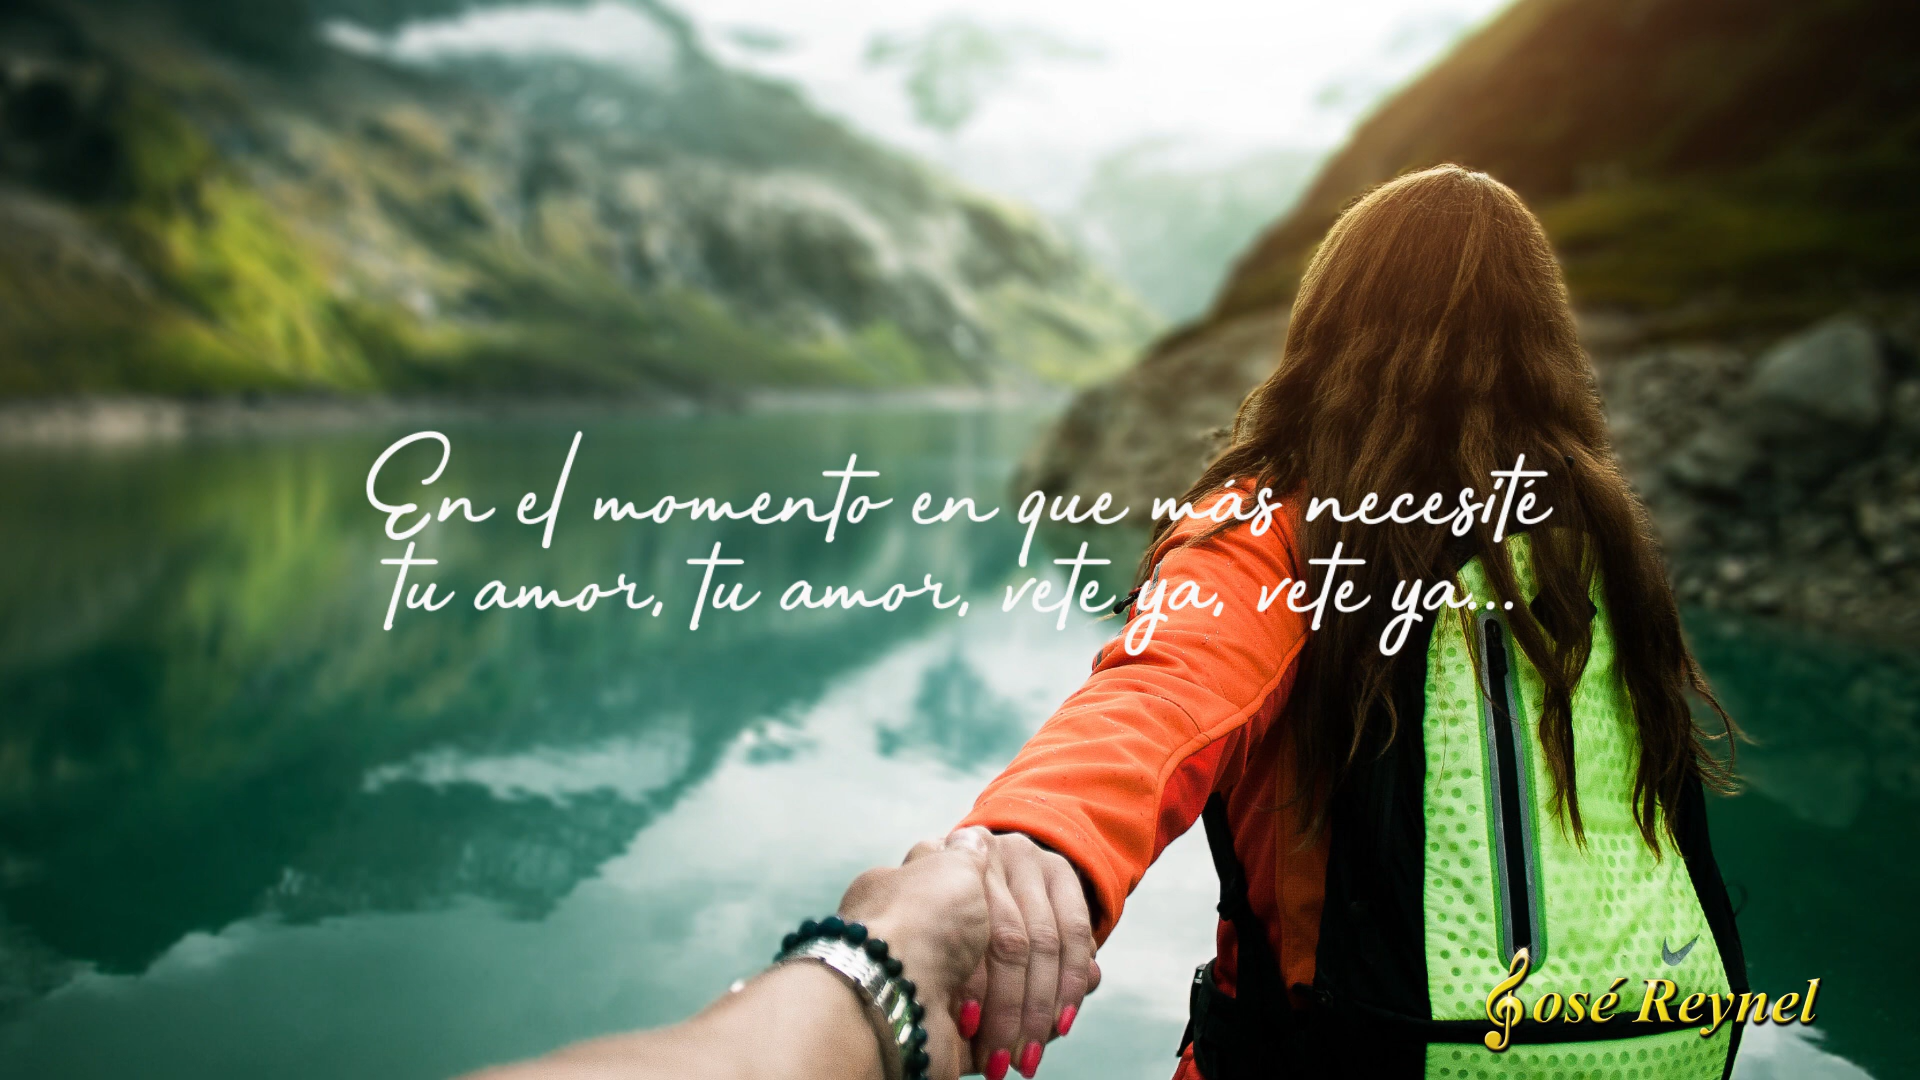 En el momento en que más necesité
tu amor, tu amor, vete ya, vete ya...
José Reynel